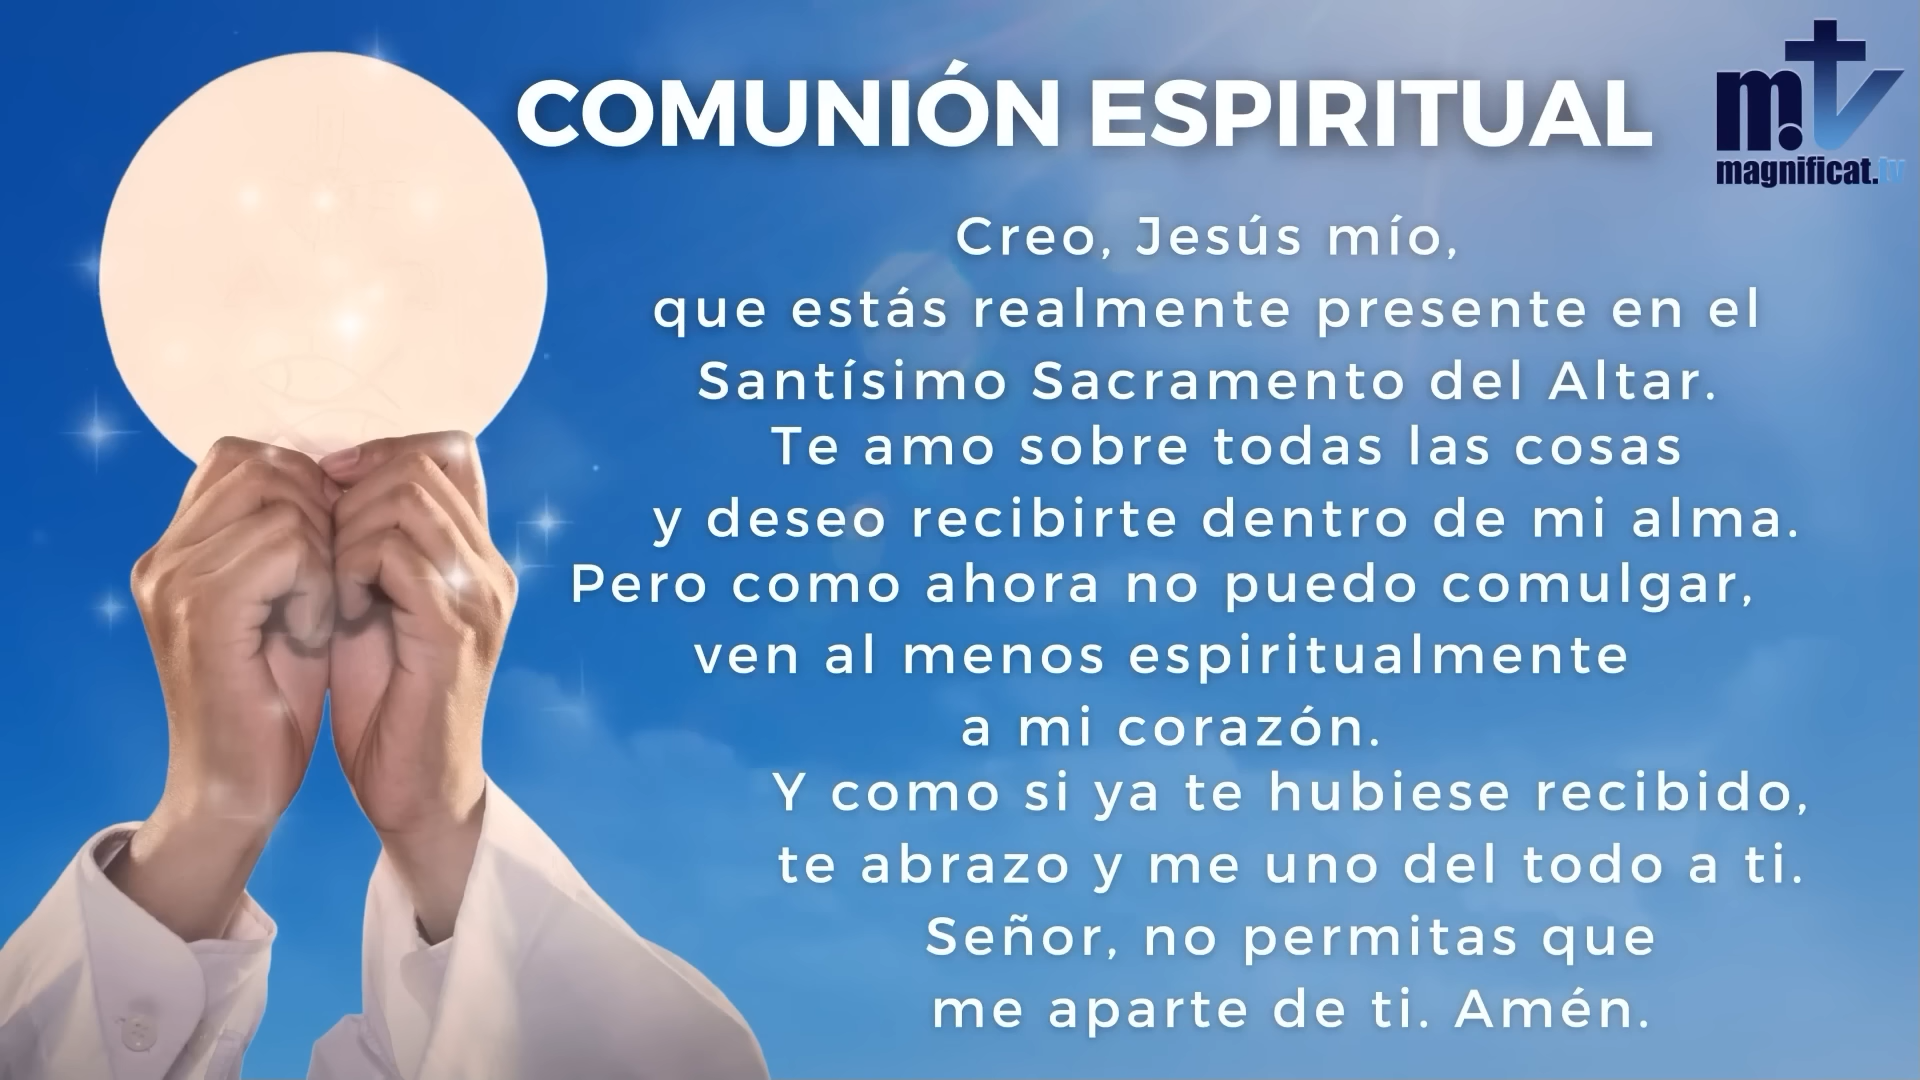 COMUNIÓN ESPIRITUAL
magnificat.tv
Creo, Jesús mío,
que estás realmente presente en el
Santísimo Sacramento del Altar.
Te amo sobre todas las cosas
y deseo recibirte dentro de mi alma.
Pero como ahora no puedo comulgar,
ven al menos espiritualmente
a mi corazón.
Y como si ya te hubiese recibido,
te abrazo y me uno del todo a ti.
Señor, no permitas que
me aparte de ti. Amén.